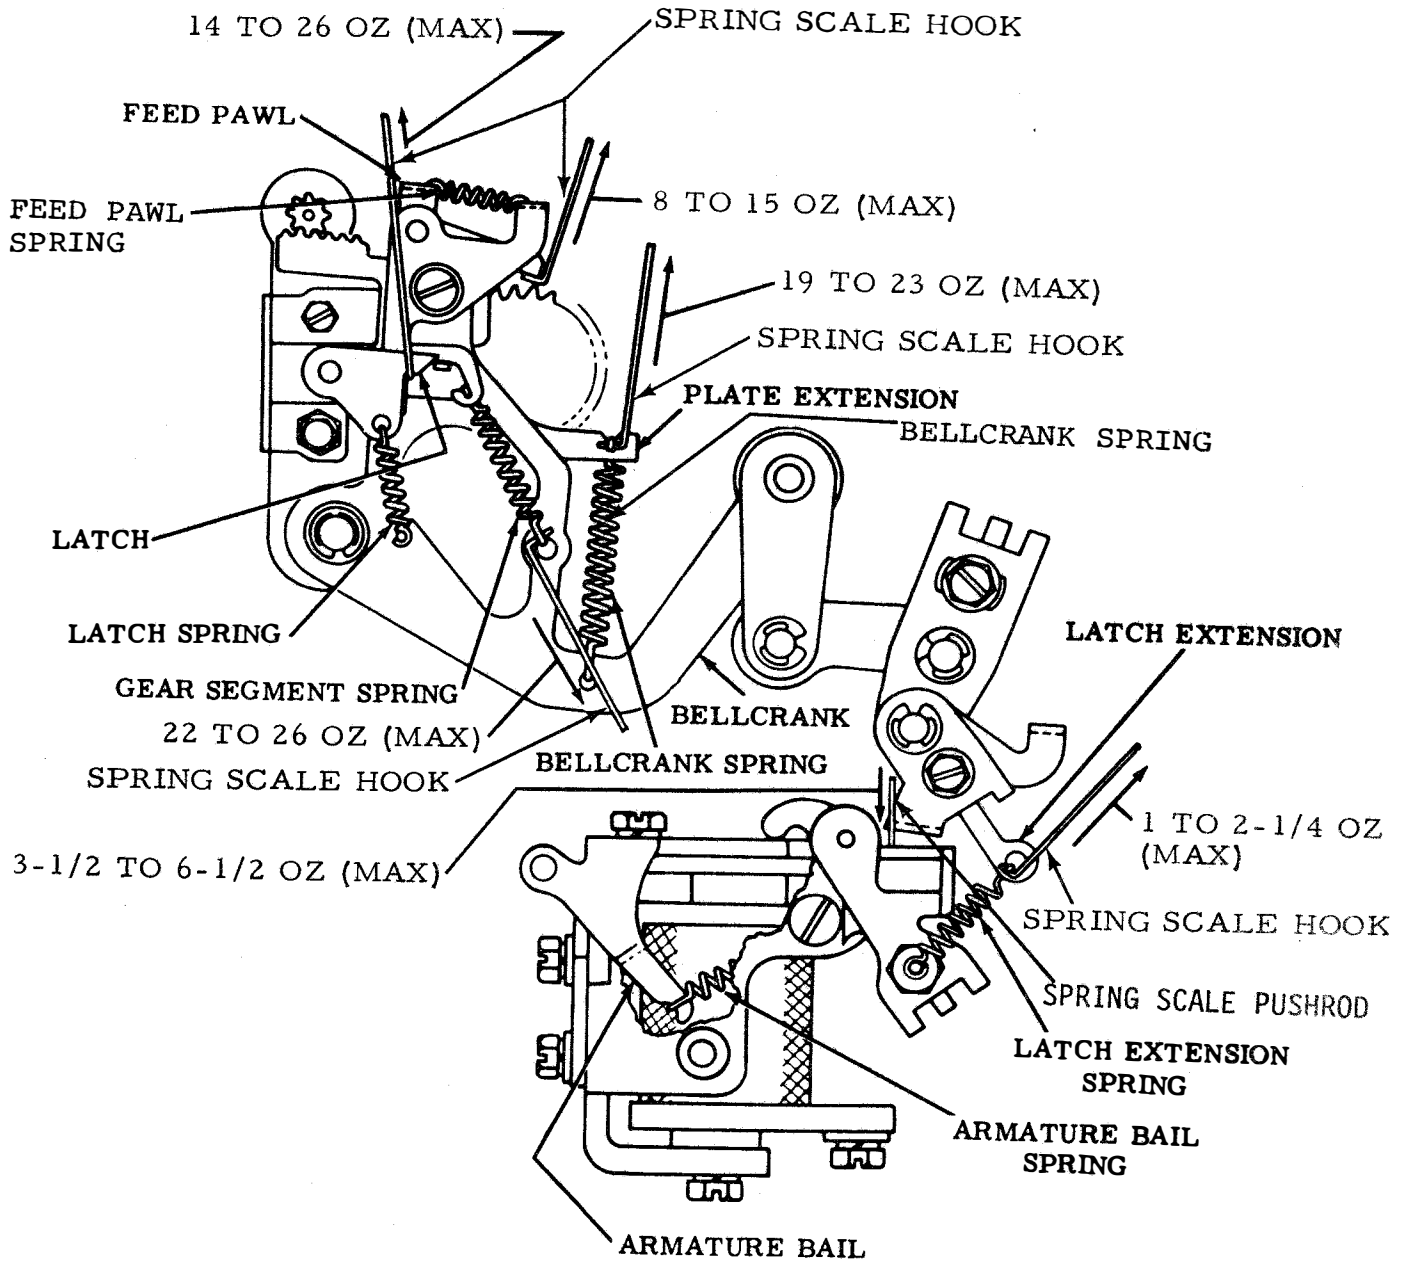 14 TO 26 OZ (MAX)
SPRING SCALE HOOK
FEED PAWL
FEED PAWL
SPRING
8 TO 15 OZ (MAX)
19 TO 23 OZ (MAX)
SPRING SCALE HOOK
PLATE EXTENSION
BELLCRANK SPRING
LATCH
LATCH SPRING
LATCH EXTENSION
GEAR SEGMENT SPRING
BELLCRANK
22 TO 26 OZ (MAX)
BELLCRANK SPRING
SPRING SCALE HOOK
1 TO 2-1/4 OZ
(MAX)
3-1/2 TO 6-1/2 OZ (MAX)
SPRING SCALE HOOK
SPRING SCALE PUSHROD
LATCH EXTENSION
SPRING
ARMATURE BAIL
SPRING
ARMATURE BAIL